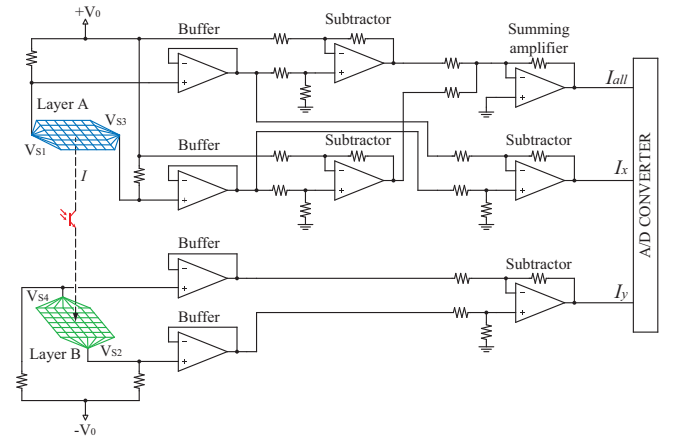 +V₀
Buffer
Subtractor
Summing
amplifier
−
+
−
+
−
+
I_all
Layer A
V_S3
V_S1
Buffer
Subtractor
Subtractor
−
+
−
+
−
+
I_x
I
A/D CONVERTER
Buffer
Subtractor
−
+
−
+
I_y
V_S4
Buffer
−
+
Layer B
V_S2
-V₀